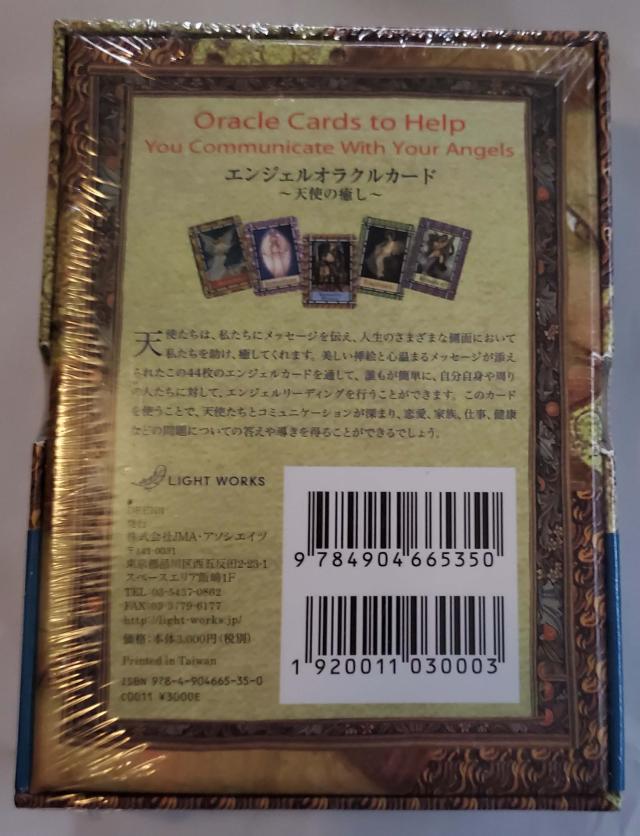 Oracle Cards to Help
You Communicate With Your Angels
エンジェルオラクルカード
～天使の癒し～
天使たちは、私たちにメッセージを伝え、人生のさまざまな側面において
私たちを助け、癒してくれます。美しい挿絵と心温まるメッセージが添え
られたこの44枚のエンジェルカードを通して、誰もが簡単に、自分自身や周り
の人たちに対して、エンジェルリーディングを行うことができます。このカード
を使うことで、天使たちとコミュニケーションが深まり、恋愛、家族、仕事、健康
などの問題についての答えや導きを得ることができるでしょう。
LIGHT WORKS
発行
株式会社JMA・アソシエイツ
〒141-0031
東京都品川区西五反田2-23-1
スペースエリア飯嶋1F
TEL 03-5437-0862
FAX 03-3779-6177
http://light-works.jp/
価格：本体3,000円（税別）
Printed in Taiwan
ISBN 978-4-904665-35-0
C0011 ¥3000E
9 784904 665350
1 920011 030003